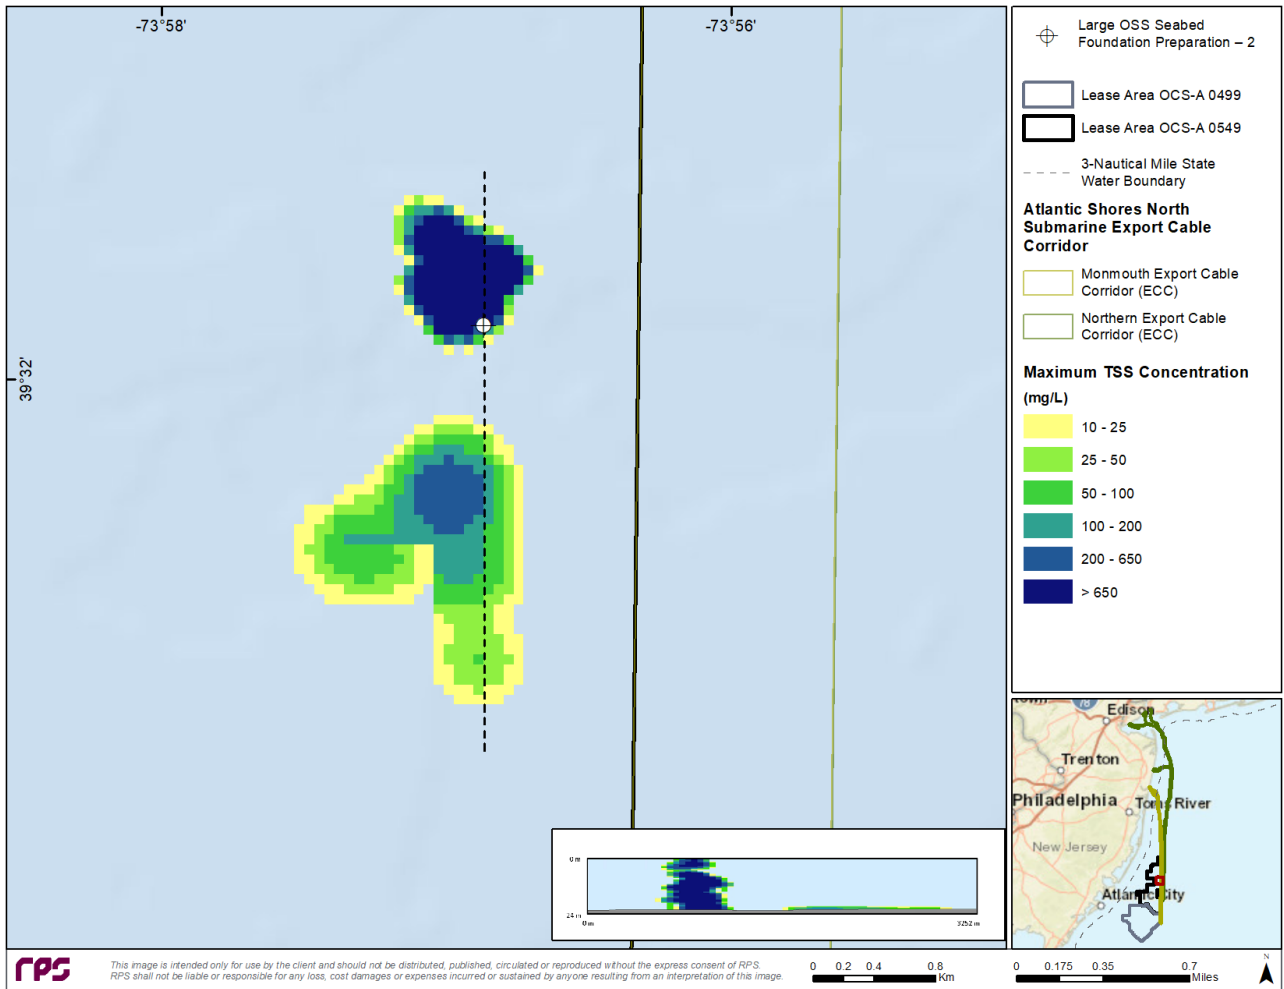 -73°58'
-73°56'
39°32'
Large OSS Seabed
Foundation Preparation – 2
Lease Area OCS-A 0499
Lease Area OCS-A 0549
3-Nautical Mile State
Water Boundary
Atlantic Shores North
Submarine Export Cable
Corridor
Monmouth Export Cable
Corridor (ECC)
Northern Export Cable
Corridor (ECC)
Maximum TSS Concentration
(mg/L)
10 - 25
25 - 50
50 - 100
100 - 200
200 - 650
> 650
0 m
24 m
0 m
3252 m
78
Edison
Trenton
Philadelphia
Toms River
New Jersey
Atlantic City
rps
This image is intended only for use by the client and should not be distributed, published, circulated or reproduced without the express consent of RPS.
RPS shall not be liable or responsible for any loss, cost damages or expenses incurred or sustained by anyone resulting from an interpretation of this image.
0 0.2 0.4 0.8
Km
0 0.175 0.35 0.7
Miles
N